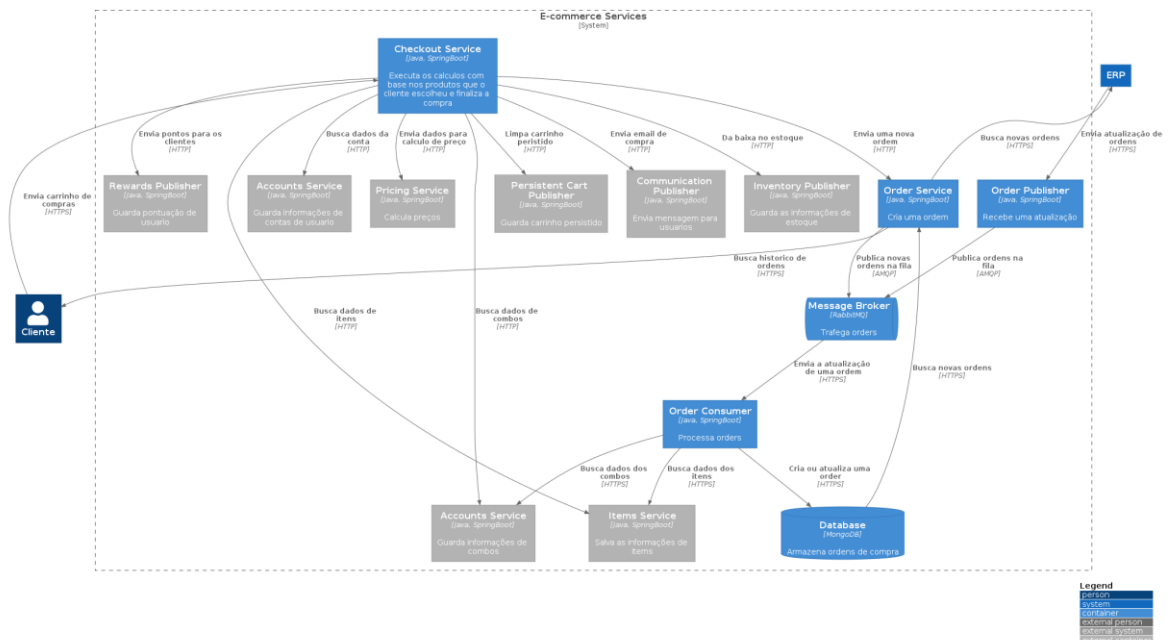 E-commerce Services
[System]
Checkout Service
[Java, SpringBoot]
Executa os calculos com
base nos produtos que o
cliente escolheu e finaliza a
compra
ERP
Envia pontos para os
clientes
[HTTP]
Busca dados da
conta
[HTTP]
Envia dados para
calculo de preço
[HTTP]
Limpa carrinho
peristido
[HTTP]
Envia email de
compra
[HTTP]
Da baixa no estoque
[HTTP]
Envia uma nova
ordem
[HTTP]
Busca novas ordens
[HTTPS]
Envia atualização de
ordens
[HTTPS]
Envia carrinho de
compras
[HTTPS]
Rewards Publisher
[Java, SpringBoot]
Guarda pontuação de
usuario
Accounts Service
[Java, SpringBoot]
Guarda informações de
contas de usuario
Pricing Service
[Java, SpringBoot]
Calcula preços
Persistent Cart
Publisher
[Java, SpringBoot]
Guarda carrinho persistido
Communication
Publisher
[Java, SpringBoot]
Envia mensagem para
usuarios
Inventory Publisher
[Java, SpringBoot]
Guarda as informações de
estoque
Order Service
[Java, SpringBoot]
Cria uma ordem
Order Publisher
[Java, SpringBoot]
Recebe uma atualização
Busca historico de
ordens
[HTTPS]
Publica novas
ordens na fila
[AMQP]
Publica ordens na
fila
[AMQP]
Cliente
Busca dados de
itens
[HTTP]
Busca dados de
combos
[HTTP]
Message Broker
[RabbitMQ]
Trafega orders
Envia a atualização
de uma ordem
[HTTPS]
Busca novas ordens
[HTTPS]
Order Consumer
[Java, SpringBoot]
Processa orders
Busca dados dos
combos
[HTTPS]
Busca dados dos
itens
[HTTPS]
Cria ou atualiza uma
order
[HTTPS]
Accounts Service
[Java, SpringBoot]
Guarda informações de
combos
Items Service
[Java, SpringBoot]
Salva as informações de
items
Database
[MongoDB]
Armazena ordens de compra
Legend
person
system
container
external person
external system